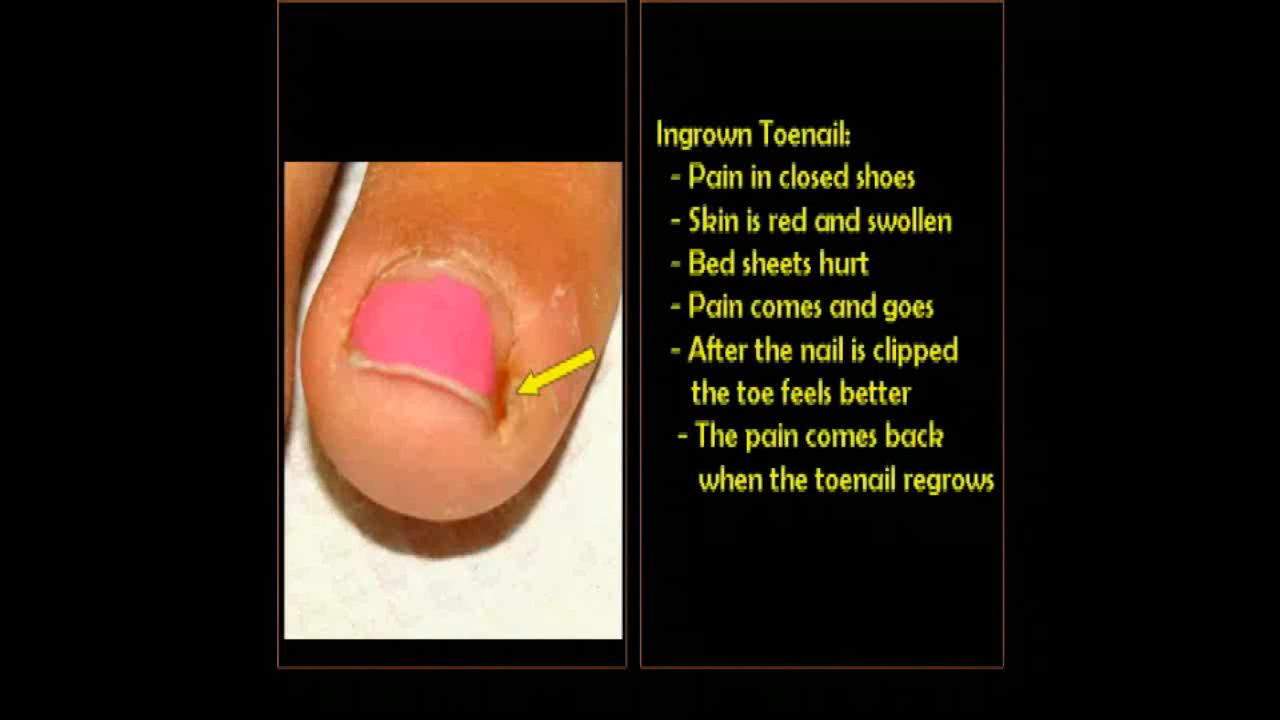 Ingrown Toenail:
- Pain in closed shoes
- Skin is red and swollen
- Bed sheets hurt
- Pain comes and goes
- After the nail is clipped
the toe feels better
- The pain comes back
when the toenail regrows